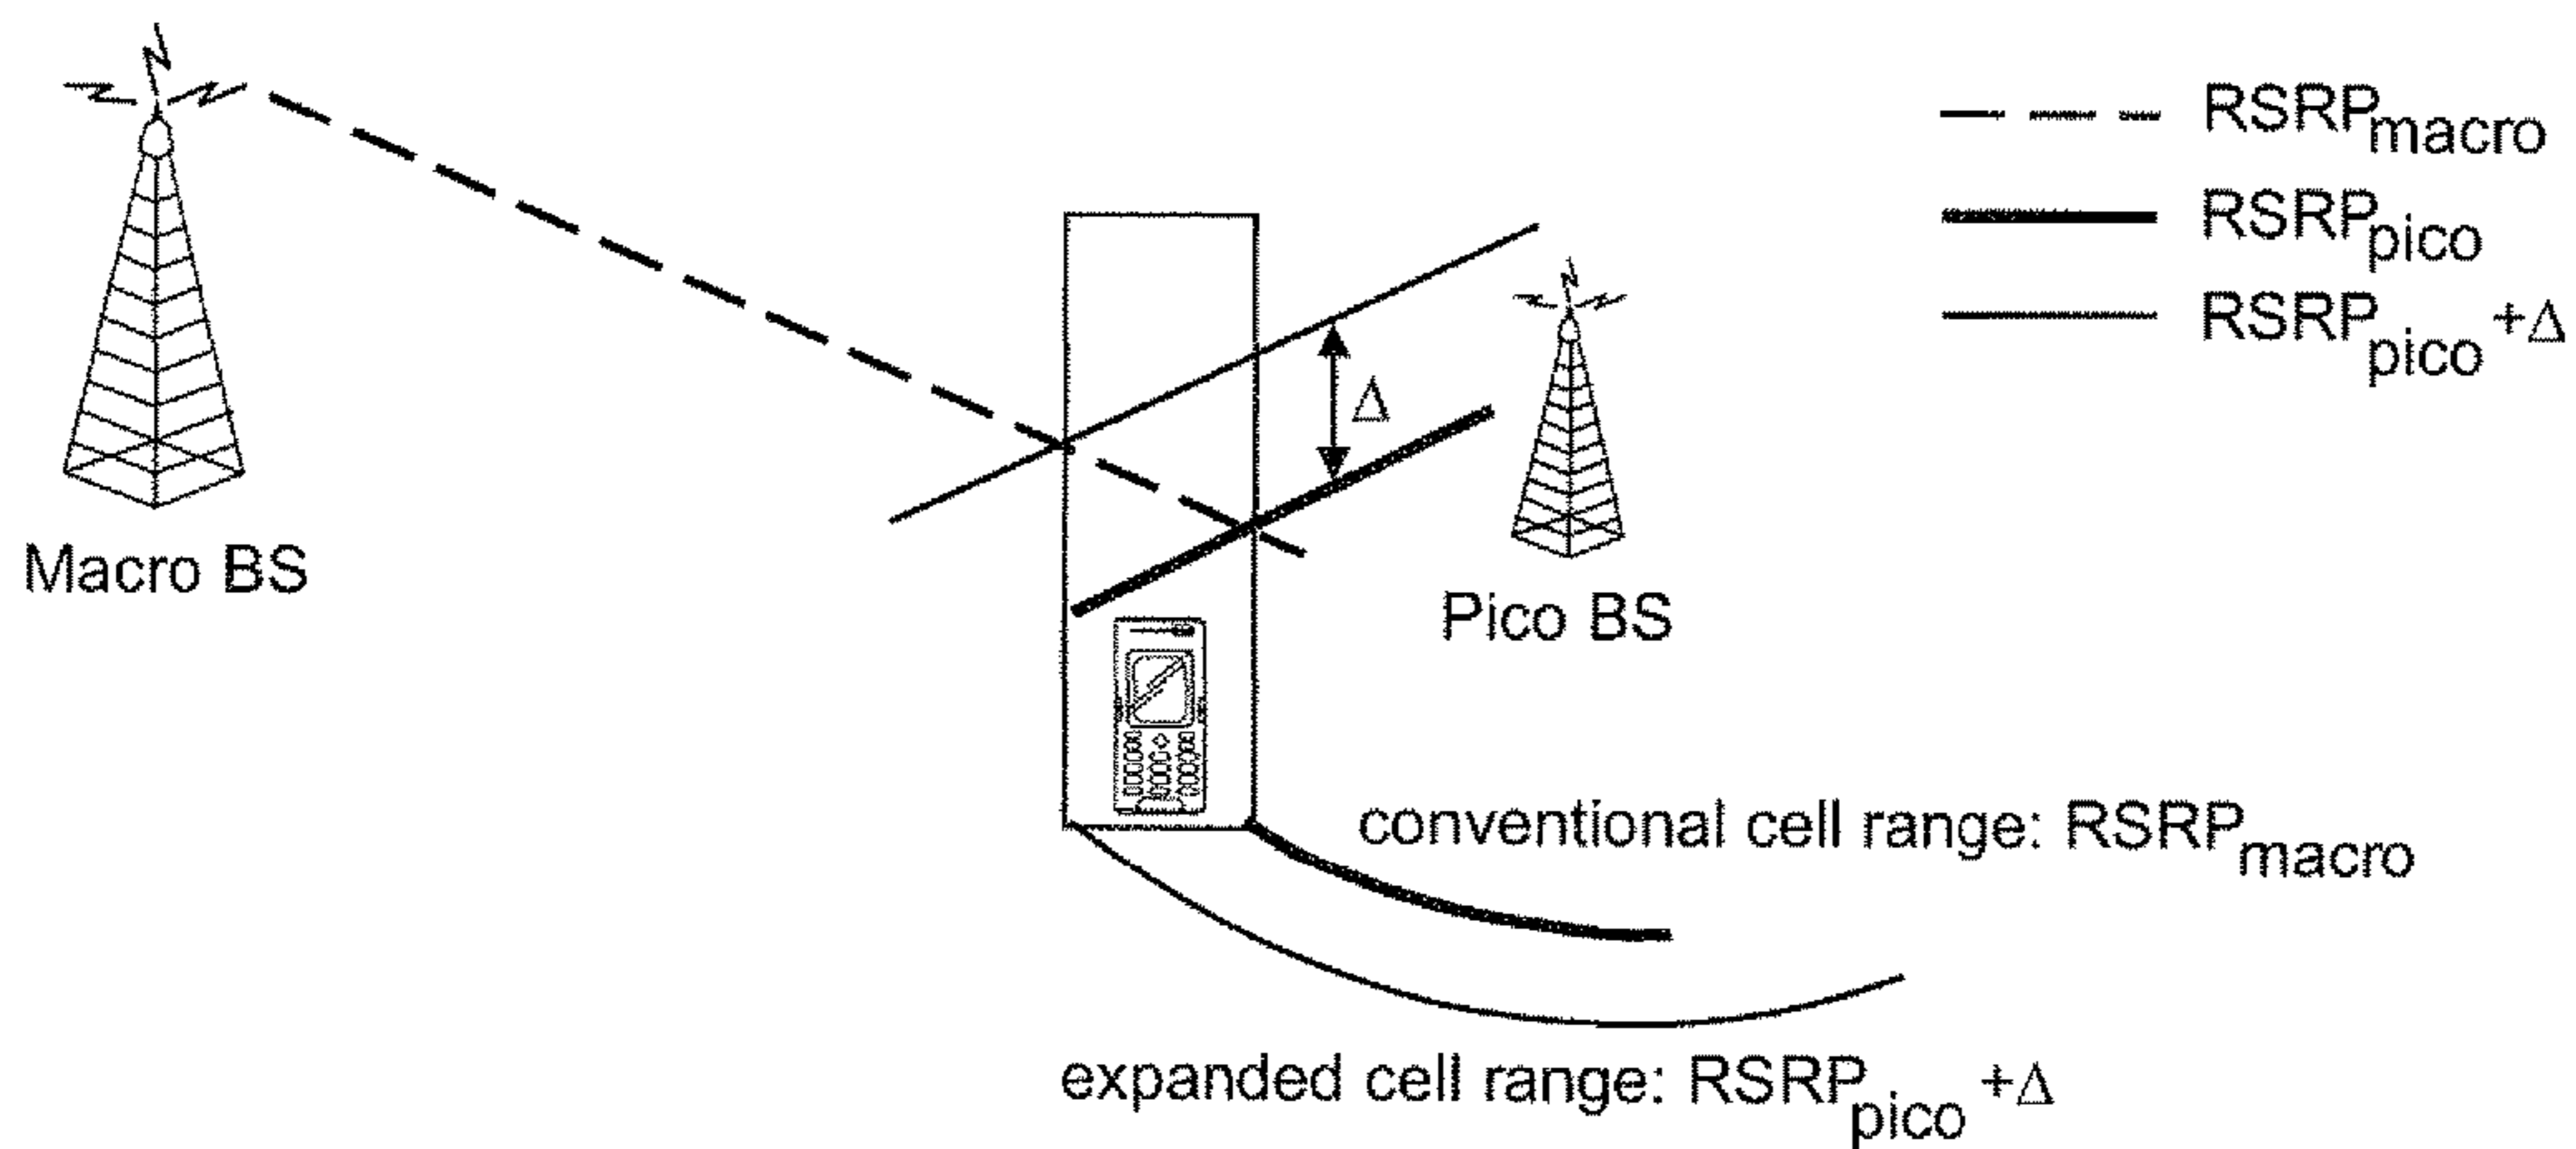 RSRPmacro
RSRPpico
RSRPpico +Δ
Δ
Macro BS
Pico BS
conventional cell range: RSRPmacro
expanded cell range: RSRPpico +Δ